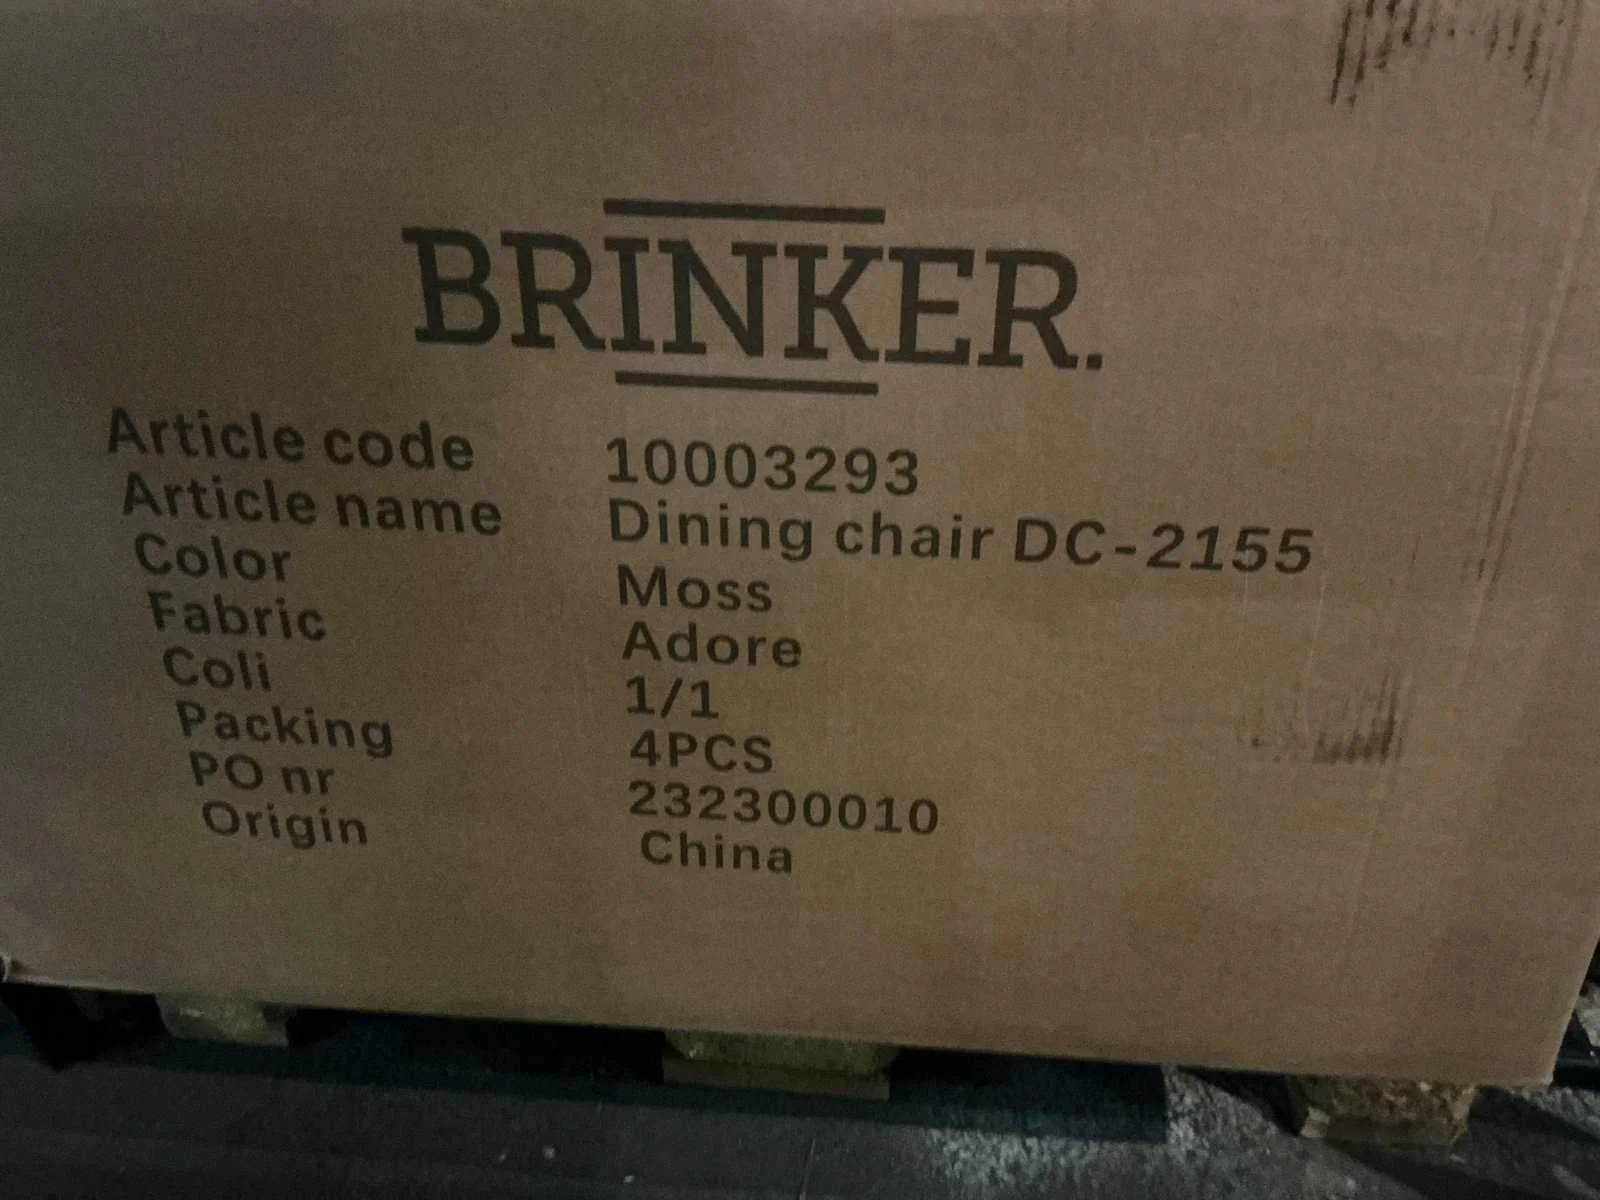 BRINKER.
Article code 10003293
Article name Dining chair DC-2155
Color Moss
Fabric Adore
Coli 1/1
Packing 4PCS
PO nr 232300010
Origin China